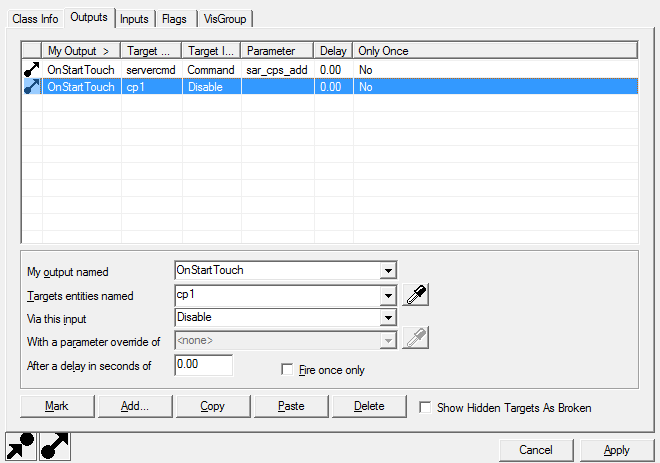 Class Info Outputs Inputs Flags VisGroup
My Output > Target ... Target I... Parameter Delay Only Once
OnStartTouch servercmd Command sar_cps_add 0.00 No
OnStartTouch cp1 Disable 0.00 No
My output named OnStartTouch
Targets entities named cp1
Via this input Disable
With a parameter override of <none>
After a delay in seconds of 0.00 Fire once only
Mark Add... Copy Paste Delete Show Hidden Targets As Broken
Cancel Apply